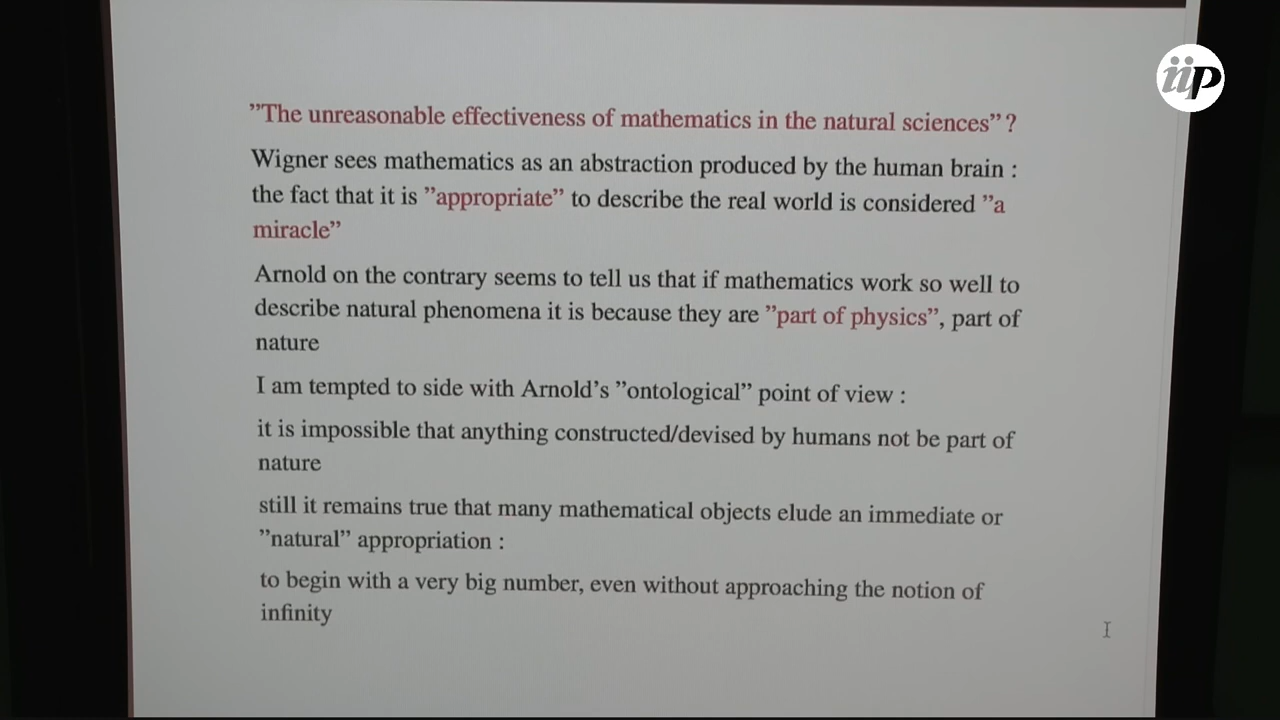 iip
”The unreasonable effectiveness of mathematics in the natural sciences” ?
Wigner sees mathematics as an abstraction produced by the human brain :
the fact that it is ”appropriate” to describe the real world is considered ”a
miracle”
Arnold on the contrary seems to tell us that if mathematics work so well to
describe natural phenomena it is because they are ”part of physics”, part of
nature
I am tempted to side with Arnold’s ”ontological” point of view :
it is impossible that anything constructed/devised by humans not be part of
nature
still it remains true that many mathematical objects elude an immediate or
”natural” appropriation :
to begin with a very big number, even without approaching the notion of
infinity